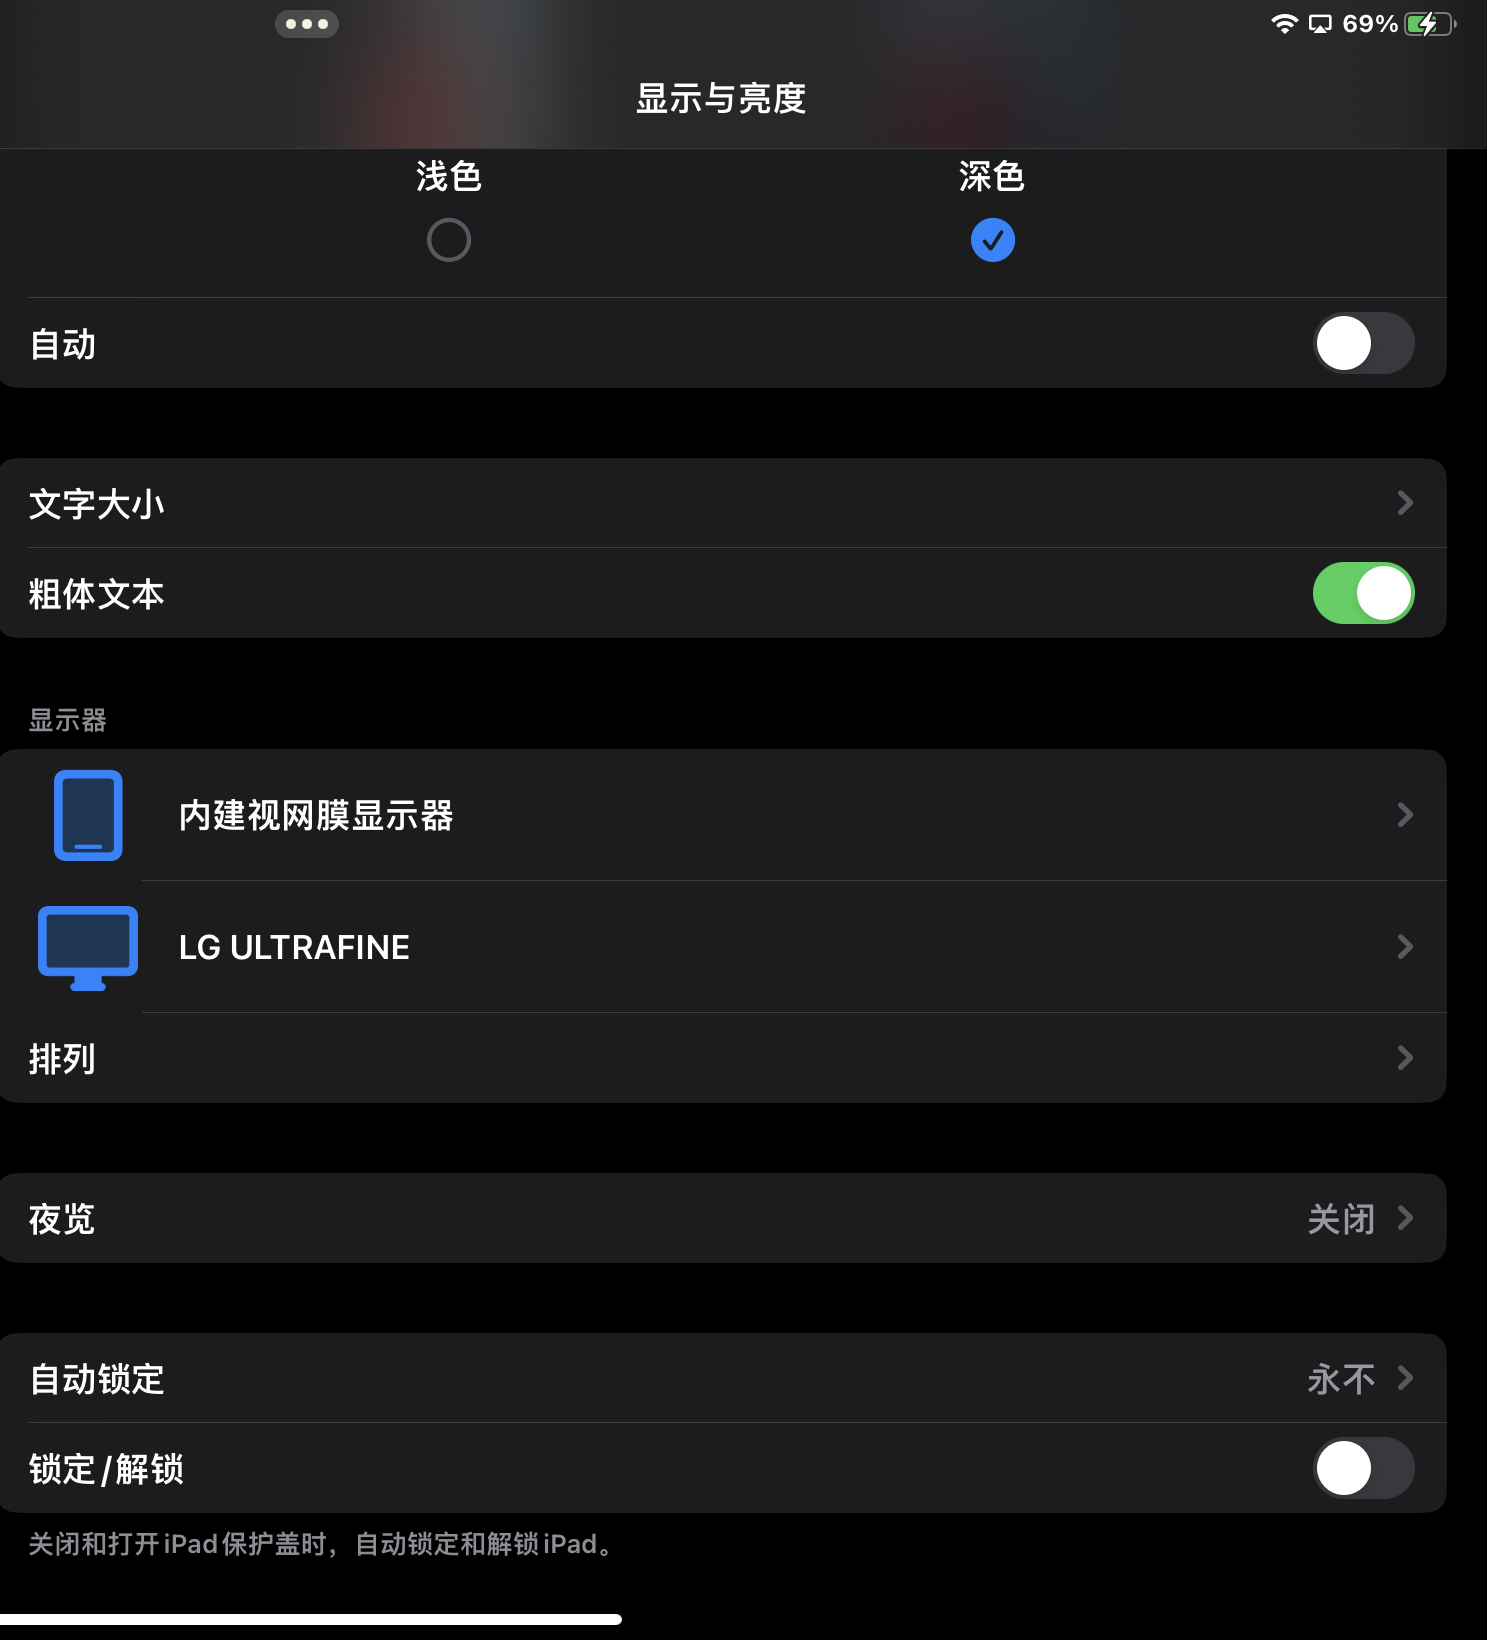 69%
显示与亮度
浅色
深色
自动
文字大小
粗体文本
显示器
内建视网膜显示器
LG ULTRAFINE
排列
夜览
关闭
自动锁定
永不
锁定/解锁
关闭和打开iPad保护盖时，自动锁定和解锁iPad。